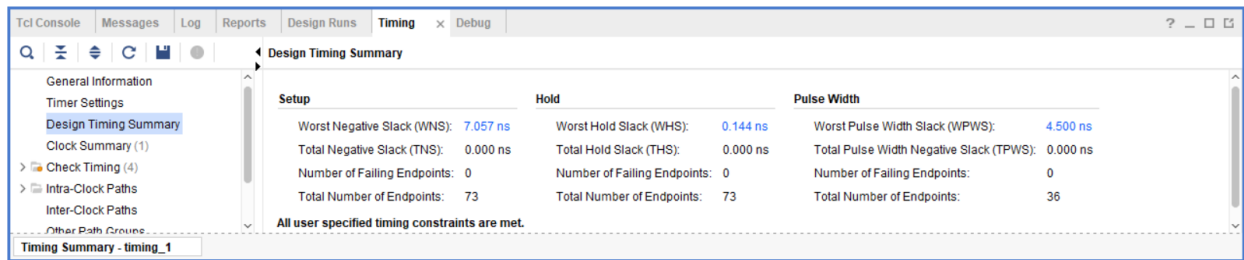 Tcl Console Messages Log Reports Design Runs Timing × Debug ?
Design Timing Summary
General Information
Timer Settings
Design Timing Summary
Clock Summary (1)
Check Timing (4)
Intra-Clock Paths
Inter-Clock Paths
Other Path Groups
Setup Hold Pulse Width
Worst Negative Slack (WNS): 7.057 ns Worst Hold Slack (WHS): 0.144 ns Worst Pulse Width Slack (WPWS): 4.500 ns
Total Negative Slack (TNS): 0.000 ns Total Hold Slack (THS): 0.000 ns Total Pulse Width Negative Slack (TPWS): 0.000 ns
Number of Failing Endpoints: 0 Number of Failing Endpoints: 0 Number of Failing Endpoints: 0
Total Number of Endpoints: 73 Total Number of Endpoints: 73 Total Number of Endpoints: 36
All user specified timing constraints are met.
Timing Summary - timing_1